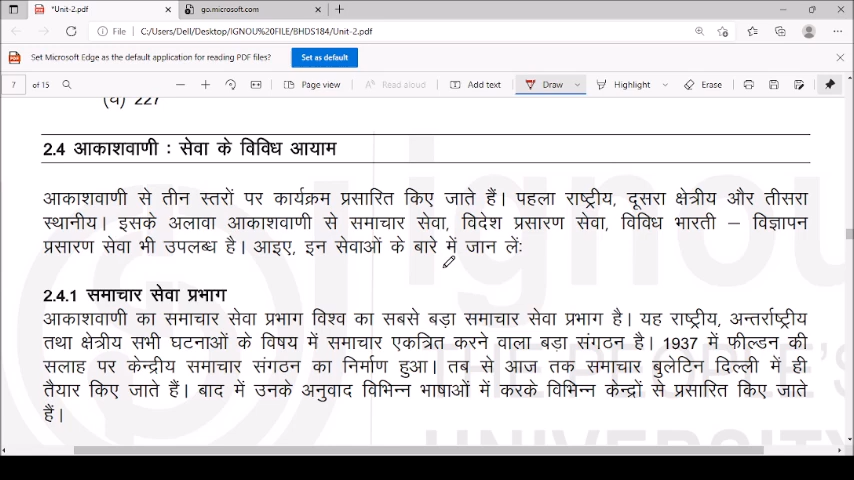 *Unit-2.pdf
go.microsoft.com
File
C:/Users/Dell/Desktop/IGNOU %20FILE/BHDS184/Unit-2.pdf
Set Microsoft Edge as the default application for reading PDF files?
Set as default
7 of 15
Page view
Read aloud
Add text
Draw
Highlight
Erase
(घ) 227
2.4 आकाशवाणी : सेवा के विविध आयाम
आकाशवाणी से तीन स्तरों पर कार्यक्रम प्रसारित किए जाते हैं। पहला राष्ट्रीय, दूसरा क्षेत्रीय और तीसरा
स्थानीय। इसके अलावा आकाशवाणी से समाचार सेवा, विदेश प्रसारण सेवा, विविध भारती – विज्ञापन
प्रसारण सेवा भी उपलब्ध है। आइए, इन सेवाओं के बारे में जान लें:
2.4.1 समाचार सेवा प्रभाग
आकाशवाणी का समाचार सेवा प्रभाग विश्व का सबसे बड़ा समाचार सेवा प्रभाग है। यह राष्ट्रीय, अन्तर्राष्ट्रीय
तथा क्षेत्रीय सभी घटनाओं के विषय में समाचार एकत्रित करने वाला बड़ा संगठन है। 1937 में फील्डन की
सलाह पर केन्द्रीय समाचार संगठन का निर्माण हुआ। तब से आज तक समाचार बुलेटिन दिल्ली में ही
तैयार किए जाते हैं। बाद में उनके अनुवाद विभिन्न भाषाओं में करके विभिन्न केन्द्रों से प्रसारित किए जाते
हैं।
ignou
THE PEOPLE'S
UNIVERSITY